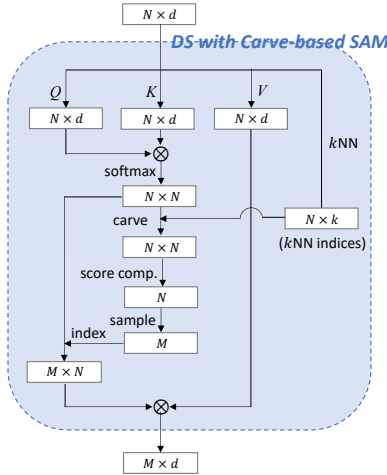 N × d
DS with Carve-based SAM
Q K V
N × d N × d N × d
kNN
softmax
N × N
carve
N × k
(kNN indices)
N × N
score comp.
N
sample
index
M
M × N
M × d